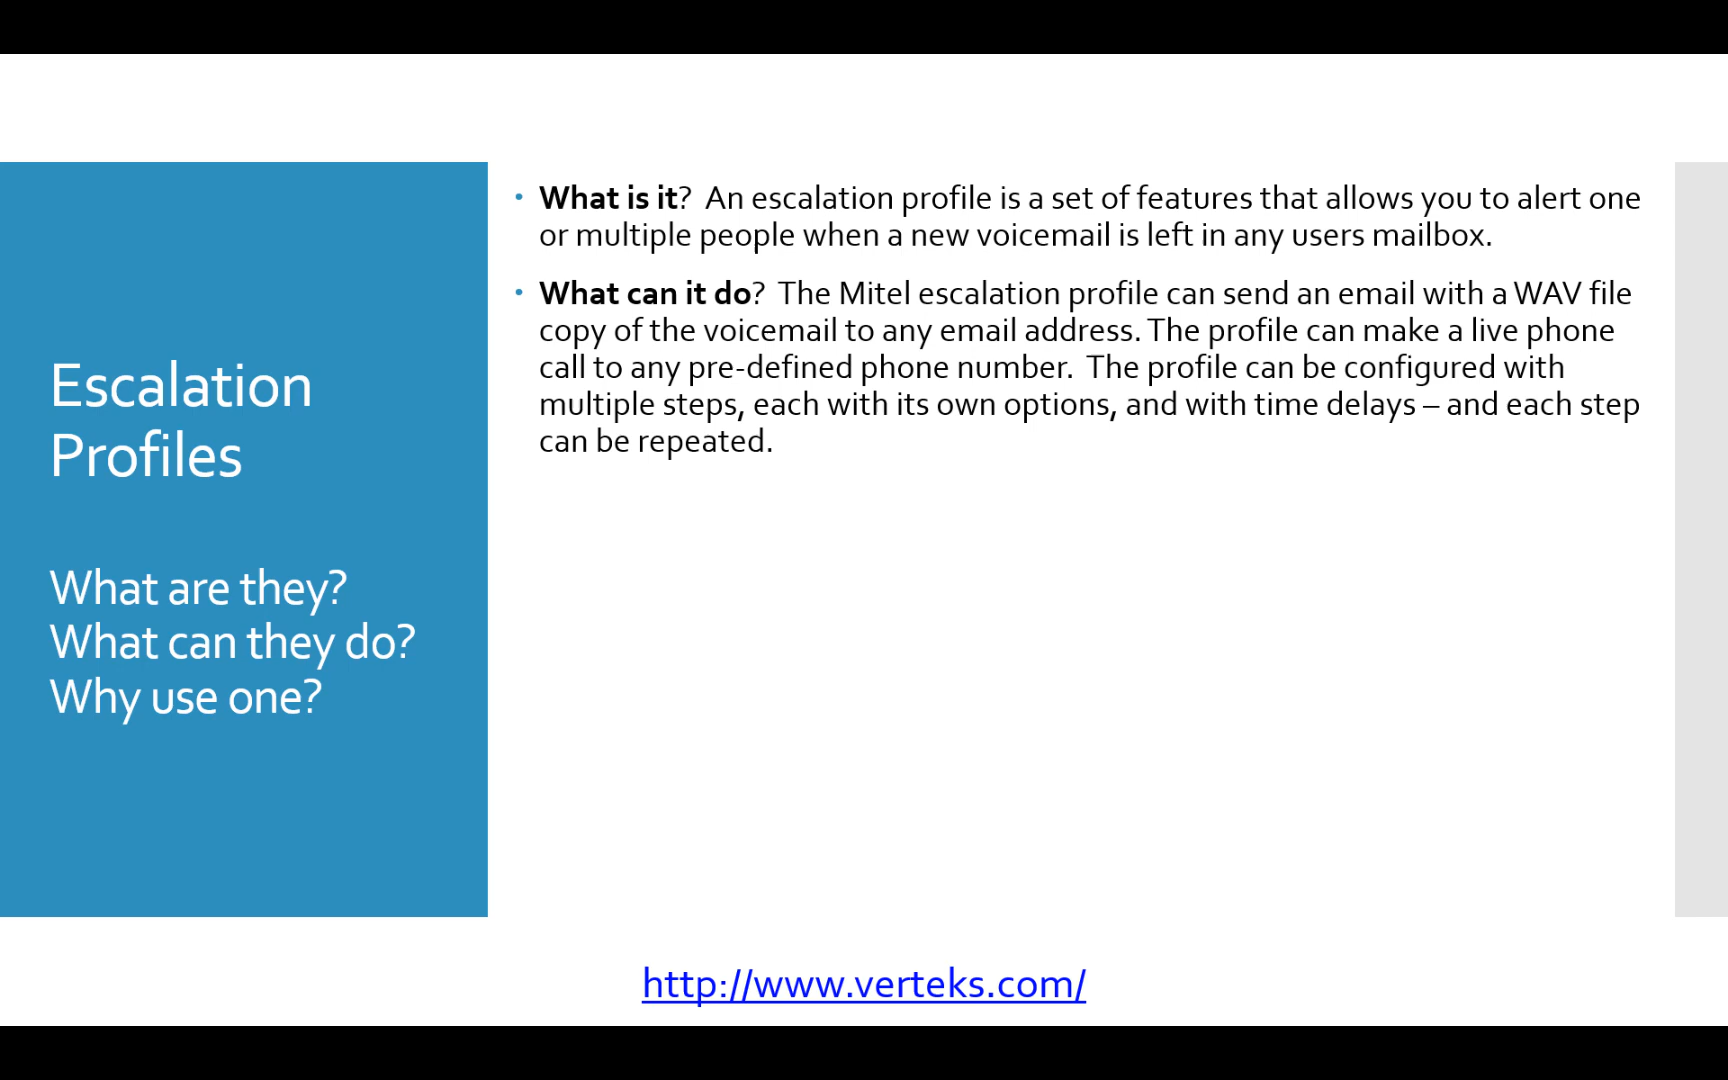 Escalation
Profiles
What are they?
What can they do?
Why use one?
• What is it?  An escalation profile is a set of features that allows you to alert one
or multiple people when a new voicemail is left in any users mailbox.
• What can it do?  The Mitel escalation profile can send an email with a WAV file
copy of the voicemail to any email address. The profile can make a live phone
call to any pre-defined phone number.  The profile can be configured with
multiple steps, each with its own options, and with time delays – and each step
can be repeated.
http://www.verteks.com/